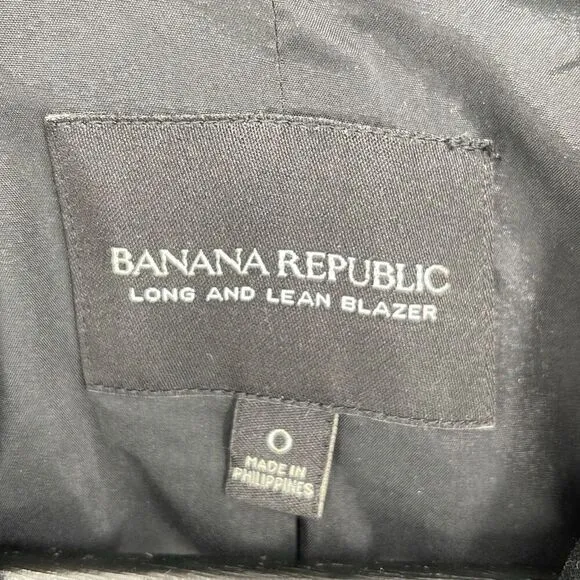 BANANA REPUBLIC
LONG AND LEAN BLAZER
0
MADE IN
PHILIPPINES